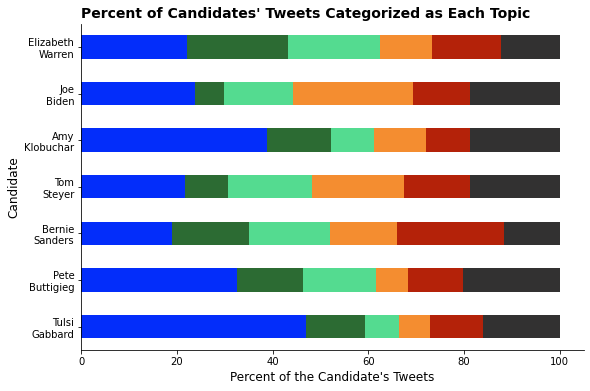 Percent of Candidates' Tweets Categorized as Each Topic
Elizabeth
Warren
Joe
Biden
Amy
Klobuchar
Tom
Steyer
Bernie
Sanders
Pete
Buttigieg
Tulsi
Gabbard
Candidate
0 20 40 60 80 100
Percent of the Candidate's Tweets